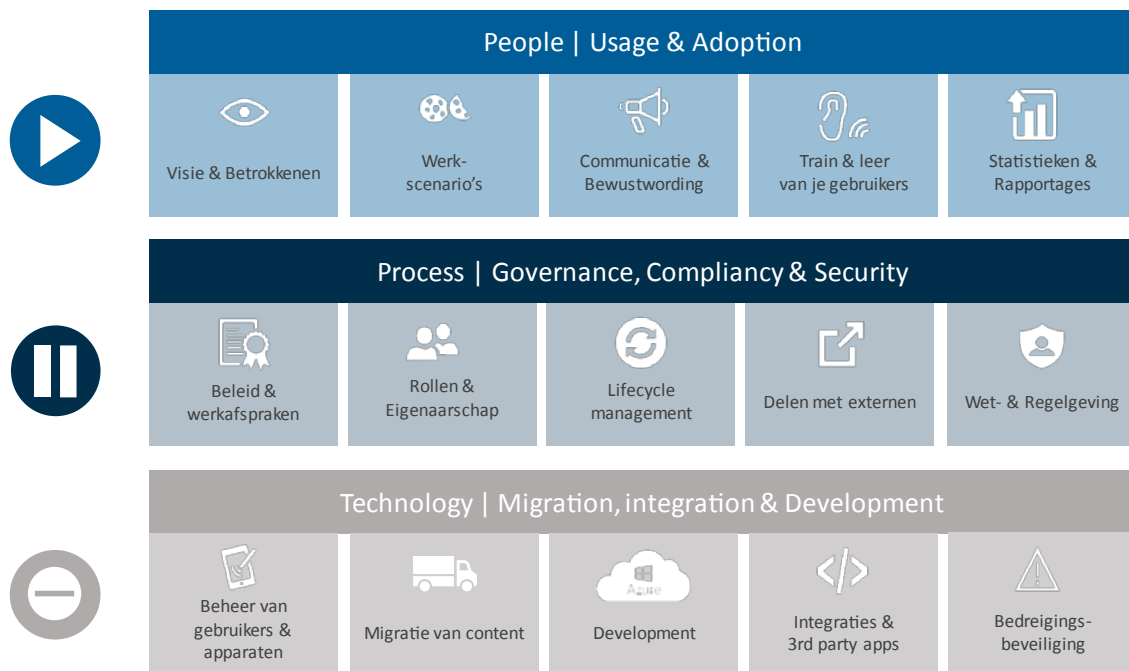 People | Usage & Adoption
Visie & Betrokkenen
Werk-
scenario's
Communicatie &
Bewustwording
Train & leer
van je gebruikers
Statistieken &
Rapportages
Process | Governance, Compliancy & Security
Beleid &
werkafspraken
Rollen &
Eigenaarschap
Lifecycle
management
Delen met externen
Wet- & Regelgeving
Technology | Migration, integration & Development
Beheer van
gebruikers &
apparaten
Migratie van content
Azure
Development
</>
Integraties &
3rd party apps
Bedreigings-
beveiliging